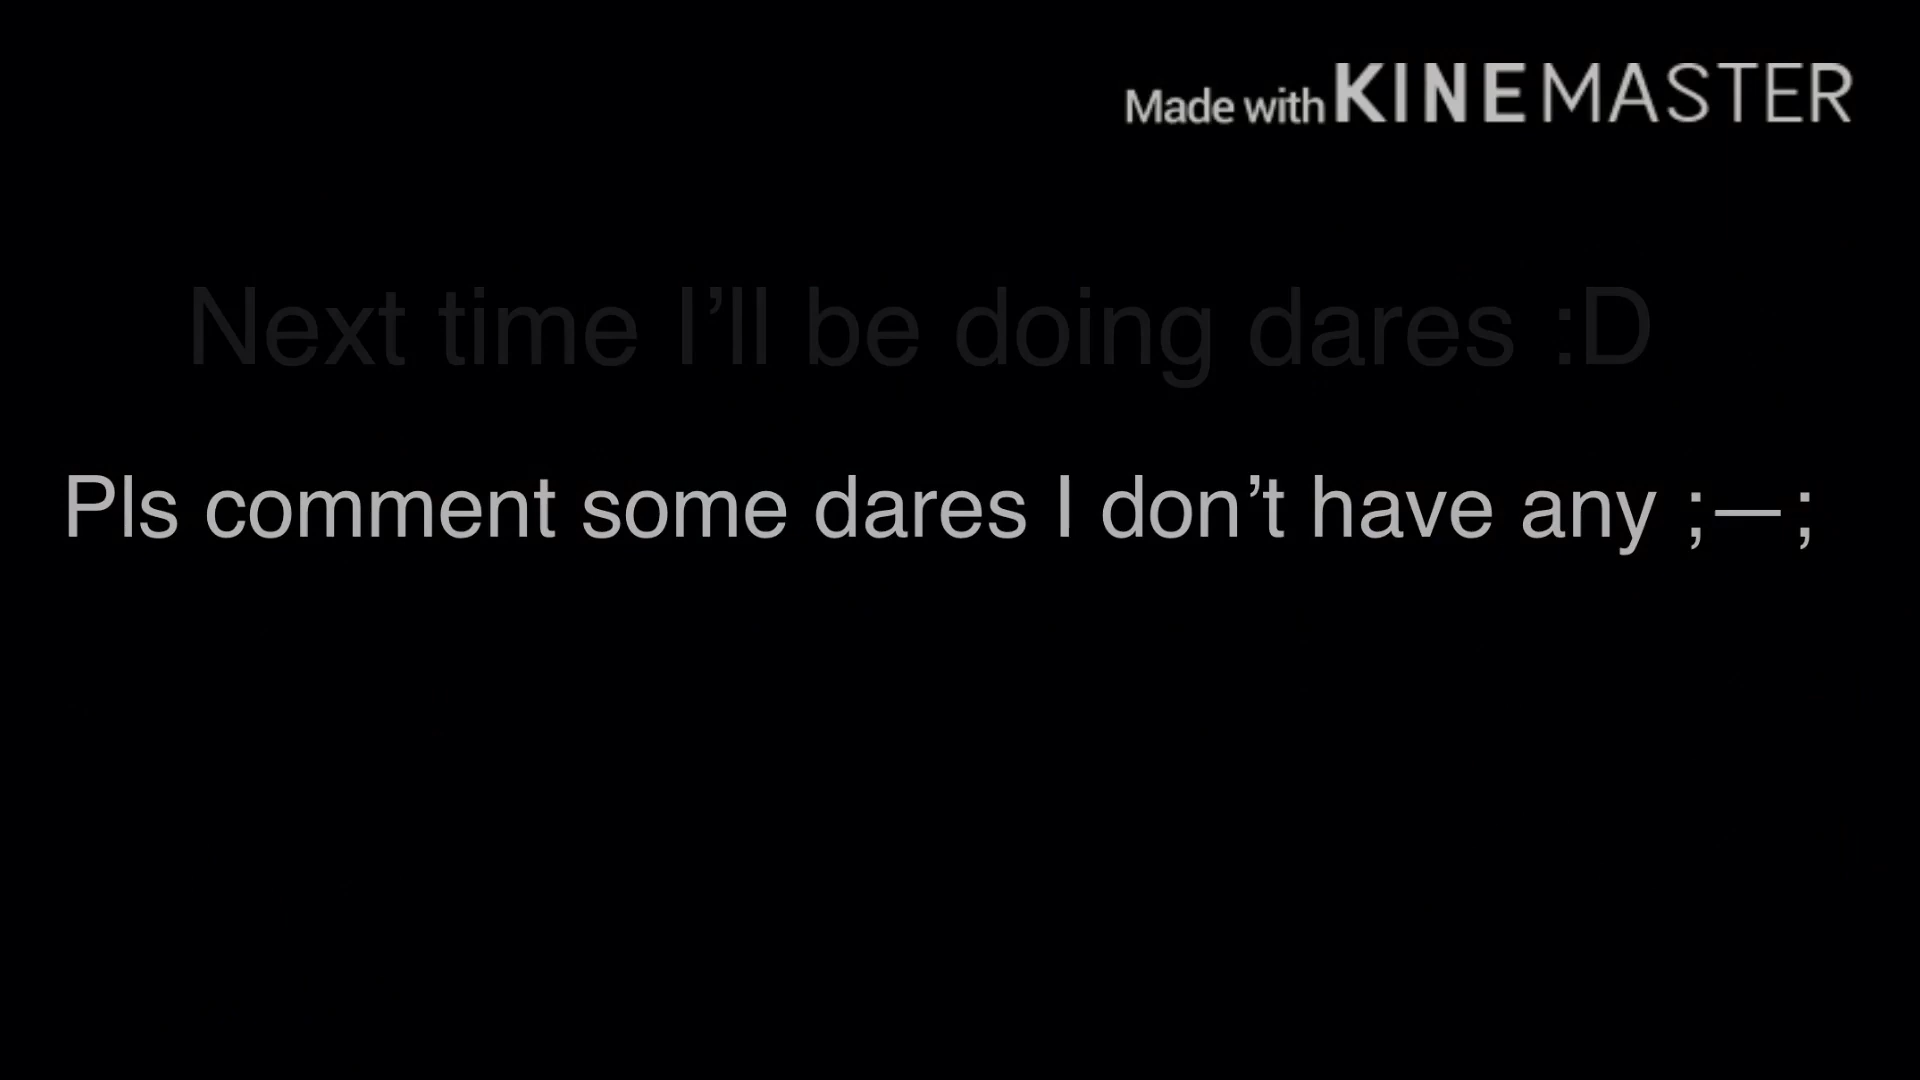 Made with KINEMASTER
Next time I’ll be doing dares :D
Pls comment some dares I don’t have any ;—;